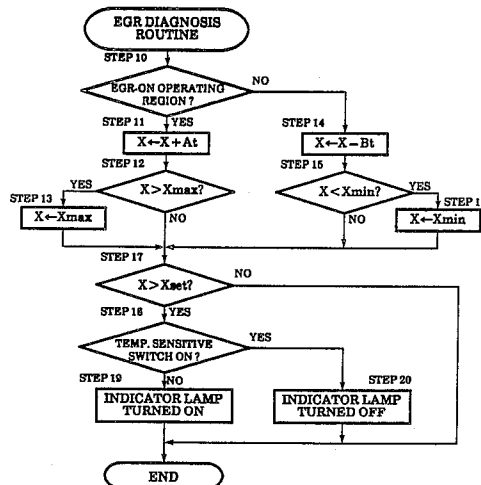 EGR DIAGNOSIS
ROUTINE
STEP 10
EGR-ON OPERATING
REGION?
NO
YES
STEP 11
X←X+At
STEP 14
X←X-Bt
STEP 12
X>Xmax?
YES
NO
STEP 15
X<Xmin?
YES
NO
STEP 13
X←Xmax
STEP 1
X←Xmin
STEP 17
X>Xset?
NO
YES
STEP 18
TEMP. SENSITIVE
SWITCH ON?
YES
NO
STEP 19
INDICATOR LAMP
TURNED ON
STEP 20
INDICATOR LAMP
TURNED OFF
END